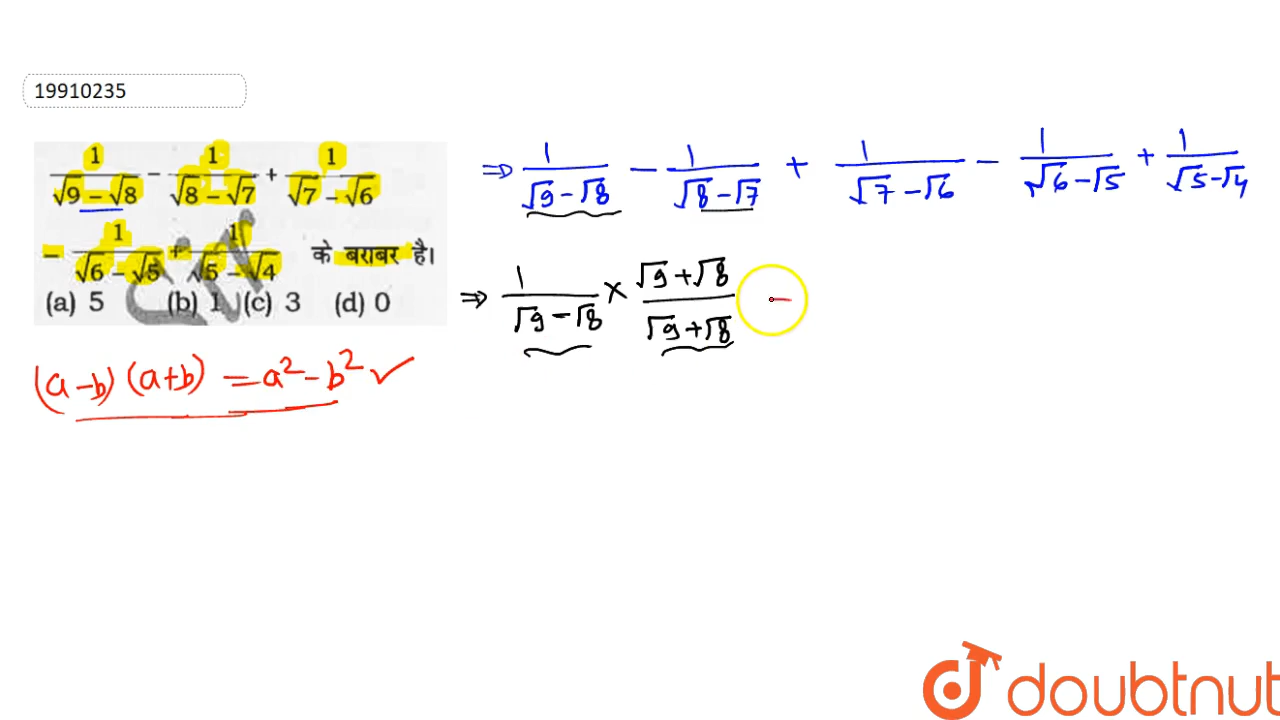 19910235
1/(√9 – √8) – 1/(√8 – √7) + 1/(√7 – √6)
– 1/(√6 – √5) + 1/(√5 – √4) के बराबर है।
(a) 5 (b) 1 (c) 3 (d) 0
⇒ 1/(√9 – √8) – 1/(√8 – √7) + 1/(√7 – √6) – 1/(√6 – √5) + 1/(√5 – √4)
⇒ 1/(√9 – √8) × (√9 + √8)/(√9 + √8) –
(a – b) (a + b) = a² – b² ✓
doubtnut